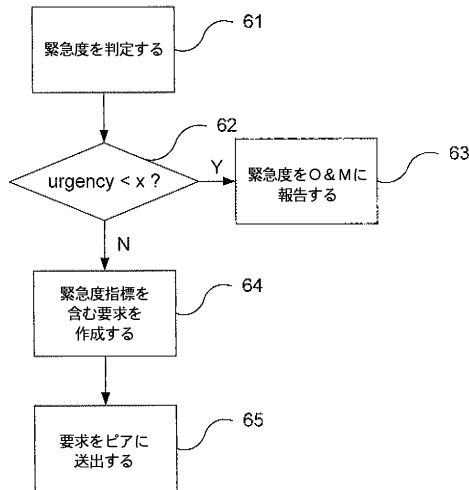 緊急度を判定する
61
62
urgency < x ?
Y
緊急度をO&Mに
報告する
63
N
緊急度指標を
含む要求を
作成する
64
要求をピアに
送出する
65